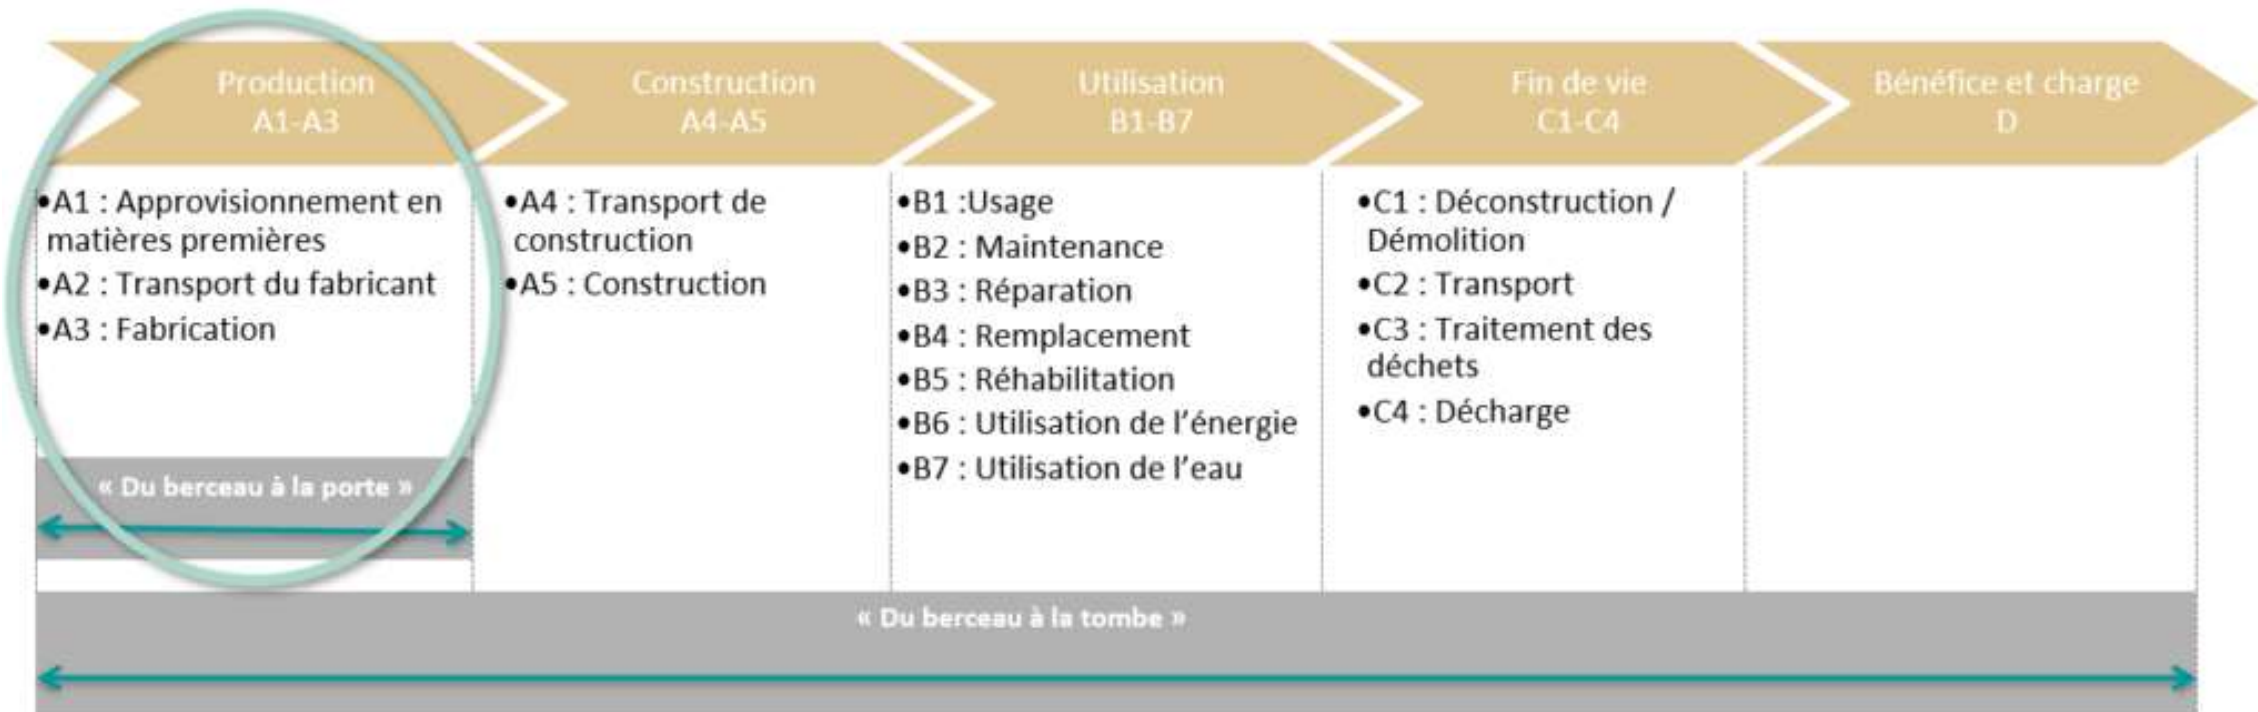 Production
A1-A3
Construction
A4-A5
Utilisation
B1-B7
Fin de vie
C1-C4
Bénéfice et charge
D
•A1 : Approvisionnement en
matières premières
•A2 : Transport du fabricant
•A3 : Fabrication
•A4 : Transport de
construction
•A5 : Construction
•B1 :Usage
•B2 : Maintenance
•B3 : Réparation
•B4 : Remplacement
•B5 : Réhabilitation
•B6 : Utilisation de l’énergie
•B7 : Utilisation de l’eau
•C1 : Déconstruction /
Démolition
•C2 : Transport
•C3 : Traitement des
déchets
•C4 : Décharge
« Du berceau à la porte »
« Du berceau à la tombe »